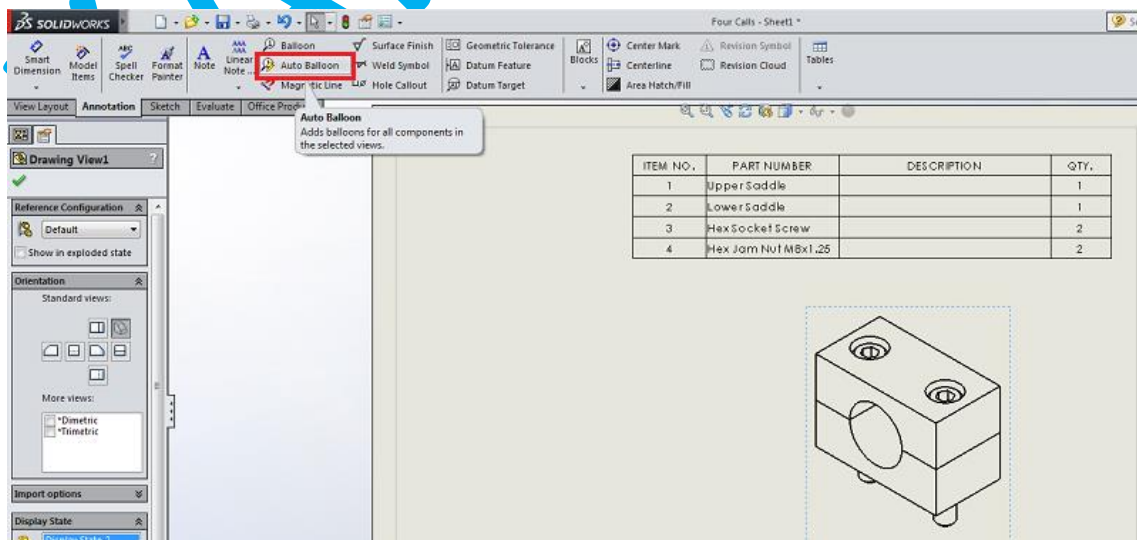 SOLIDWORKS
Four Calls - Sheet1 *
Smart Dimension
Model Items
Spell Checker
Format Painter
Note
Linear Note ...
Balloon
Auto Balloon
Magnetic Line
Surface Finish
Weld Symbol
Hole Callout
Geometric Tolerance
Datum Feature
Datum Target
Blocks
Center Mark
Centerline
Area Hatch/Fill
Revision Symbol
Revision Cloud
Tables
View Layout Annotation Sketch Evaluate
Auto Balloon
Adds balloons for all components in
the selected views.
Drawing View1 ?
Reference Configuration
Default
Show in exploded state
Orientation
Standard views:
More views:
*Dimetric
*Trimetric
Import options
Display State
Display State-2
ITEM NO. PART NUMBER DESCRIPTION QTY.
1 Upper Saddle 1
2 Lower Saddle 1
3 Hex Socket Screw 2
4 Hex Jam Nut M8x1.25 2